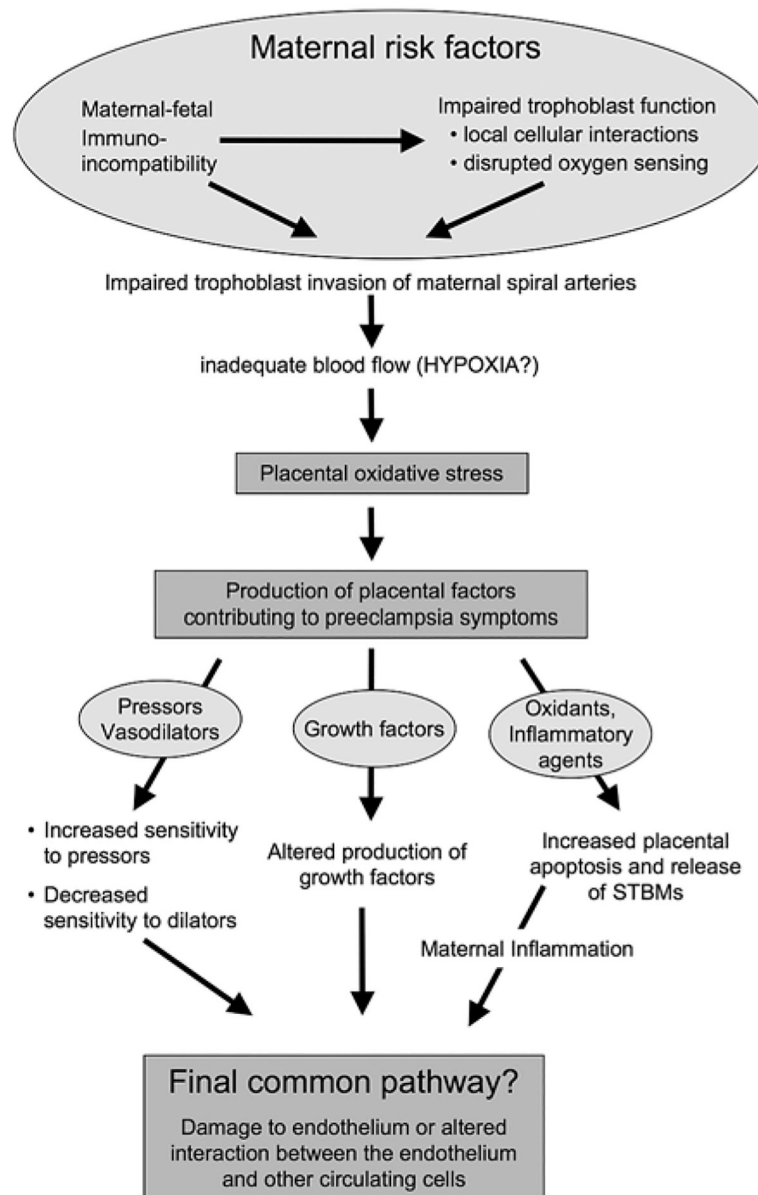 Maternal risk factors
Maternal-fetal
Immuno-
incompatibility
Impaired trophoblast function
• local cellular interactions
• disrupted oxygen sensing
Impaired trophoblast invasion of maternal spiral arteries
inadequate blood flow (HYPOXIA?)
Placental oxidative stress
Production of placental factors
contributing to preeclampsia symptoms
Pressors
Vasodilators
Growth factors
Oxidants,
Inflammatory
agents
• Increased sensitivity
to pressors
• Decreased
sensitivity to dilators
Altered production of
growth factors
Increased placental
apoptosis and release
of STBMs
Maternal Inflammation
Final common pathway?
Damage to endothelium or altered
interaction between the endothelium
and other circulating cells